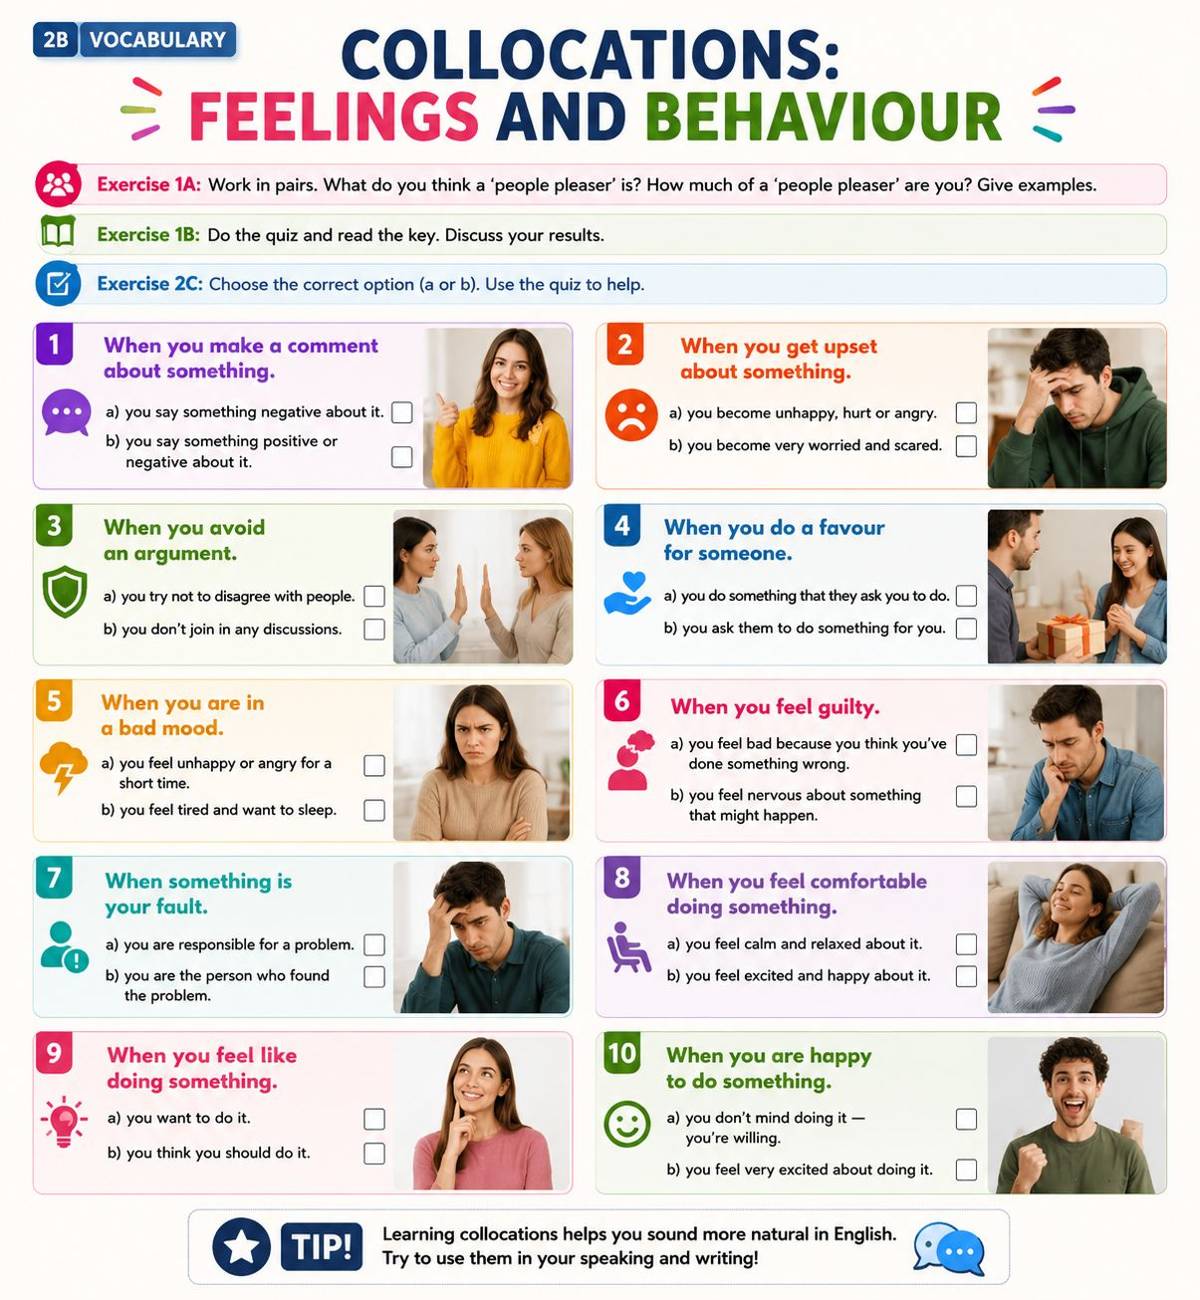 2B VOCABULARY
COLLOCATIONS:
FEELINGS AND BEHAVIOUR
Exercise 1A: Work in pairs. What do you think a ‘people pleaser’ is? How much of a ‘people pleaser’ are you? Give examples.
Exercise 1B: Do the quiz and read the key. Discuss your results.
Exercise 2C: Choose the correct option (a or b). Use the quiz to help.
1
When you make a comment
about something.
a) you say something negative about it.
b) you say something positive or
negative about it.
2
When you get upset
about something.
a) you become unhappy, hurt or angry.
b) you become very worried and scared.
3
When you avoid
an argument.
a) you try not to disagree with people.
b) you don’t join in any discussions.
4
When you do a favour
for someone.
a) you do something that they ask you to do.
b) you ask them to do something for you.
5
When you are in
a bad mood.
a) you feel unhappy or angry for a
short time.
b) you feel tired and want to sleep.
6
When you feel guilty.
a) you feel bad because you think you’ve
done something wrong.
b) you feel nervous about something
that might happen.
7
When something is
your fault.
a) you are responsible for a problem.
b) you are the person who found
the problem.
8
When you feel comfortable
doing something.
a) you feel calm and relaxed about it.
b) you feel excited and happy about it.
9
When you feel like
doing something.
a) you want to do it.
b) you think you should do it.
10
When you are happy
to do something.
a) you don’t mind doing it —
you’re willing.
b) you feel very excited about doing it.
TIP!
Learning collocations helps you sound more natural in English.
Try to use them in your speaking and writing!